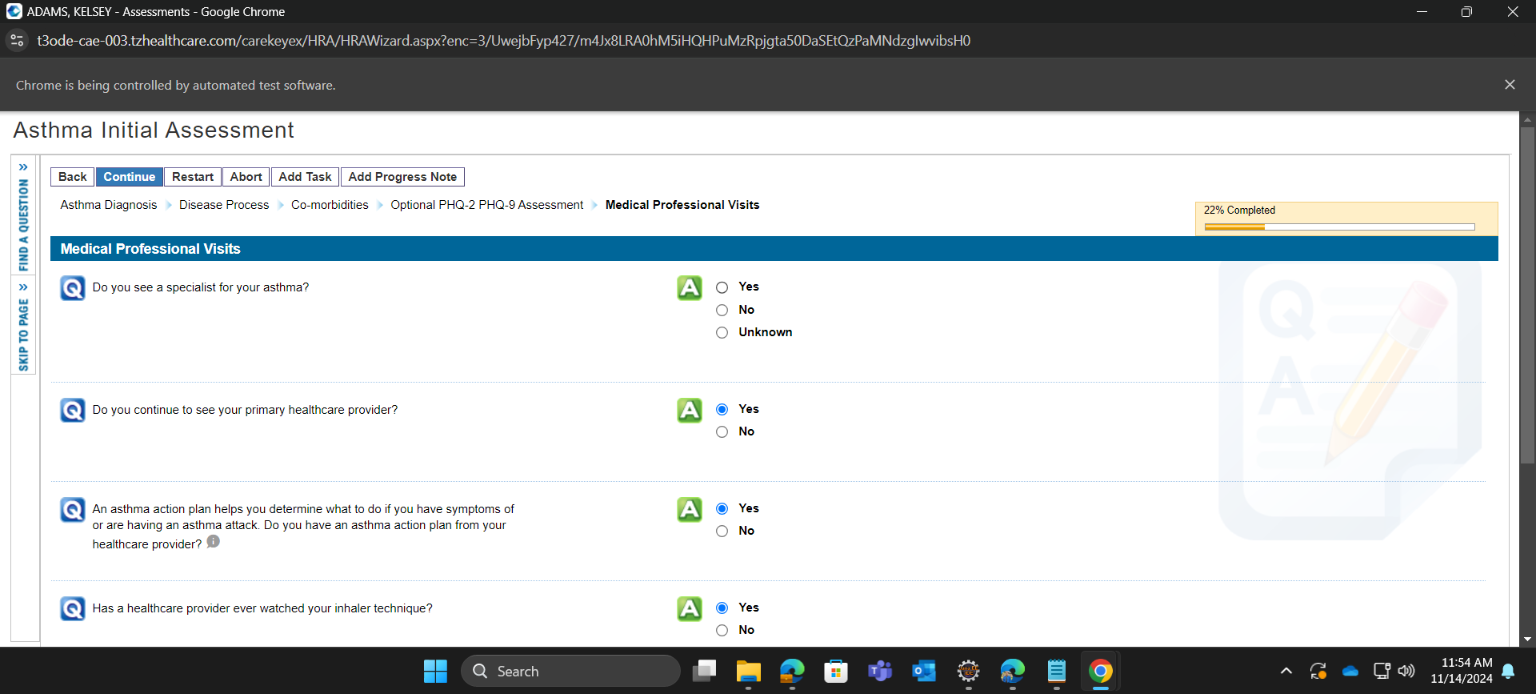 ADAMS, KELSEY - Assessments - Google Chrome
t3ode-cae-003.tzhealthcare.com/carekeyex/HRA/HRAWizard.aspx?enc=3/UwejbFyp427/m4Jx8LRA0hM5iHQHPuMzRpjgta50DaSEtQzPaMNdzglwvibsH0
Chrome is being controlled by automated test software.
Asthma Initial Assessment
FIND A QUESTION
SKIP TO PAGE
Back Continue Restart Abort Add Task Add Progress Note
Asthma Diagnosis Disease Process Co-morbidities Optional PHQ-2 PHQ-9 Assessment Medical Professional Visits
22% Completed
Medical Professional Visits
Q Do you see a specialist for your asthma? A Yes
No
Unknown
Q Do you continue to see your primary healthcare provider? A Yes
No
Q An asthma action plan helps you determine what to do if you have symptoms of A Yes
or are having an asthma attack. Do you have an asthma action plan from your No
healthcare provider?
Q Has a healthcare provider ever watched your inhaler technique? A Yes
No
Q
A
Search
11:54 AM
11/14/2024